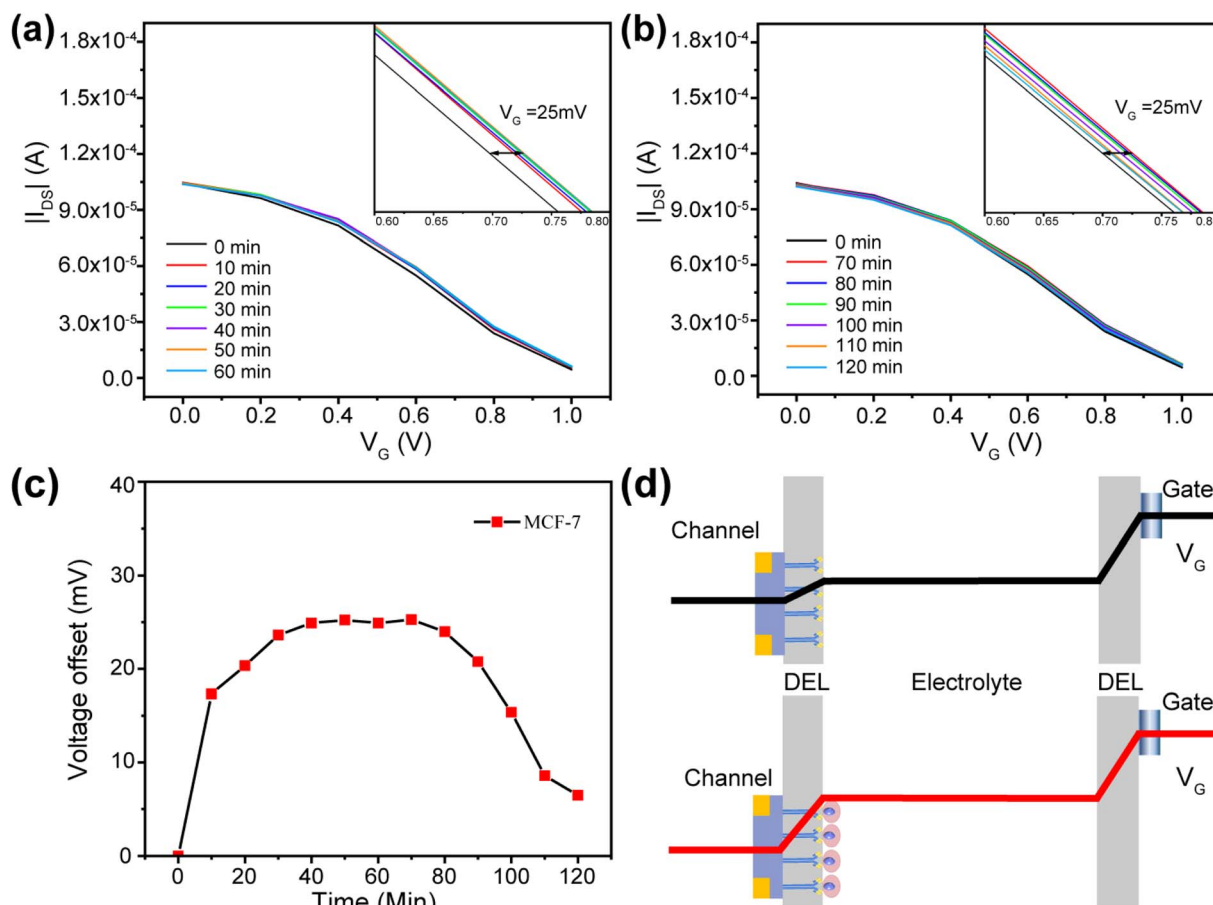 (a)
1.8x10⁻⁴
1.5x10⁻⁴
1.2x10⁻⁴
9.0x10⁻⁵
6.0x10⁻⁵
3.0x10⁻⁵
0.0
|I_DS| (A)
0 min
10 min
20 min
30 min
40 min
50 min
60 min
V_G =25mV
0.60 0.65 0.70 0.75 0.80
0.0 0.2 0.4 0.6 0.8 1.0
V_G (V)
(b)
1.8x10⁻⁴
1.5x10⁻⁴
1.2x10⁻⁴
9.0x10⁻⁵
6.0x10⁻⁵
3.0x10⁻⁵
0.0
|I_DS| (A)
0 min
70 min
80 min
90 min
100 min
110 min
120 min
V_G =25mV
0.60 0.65 0.70 0.75 0.80
0.0 0.2 0.4 0.6 0.8 1.0
V_G (V)
(c)
40
30
20
10
0
Voltage offset (mV)
MCF-7
0 20 40 60 80 100 120
Time (Min)
(d)
Gate
Channel
V_G
DEL Electrolyte DEL
Gate
Channel
V_G